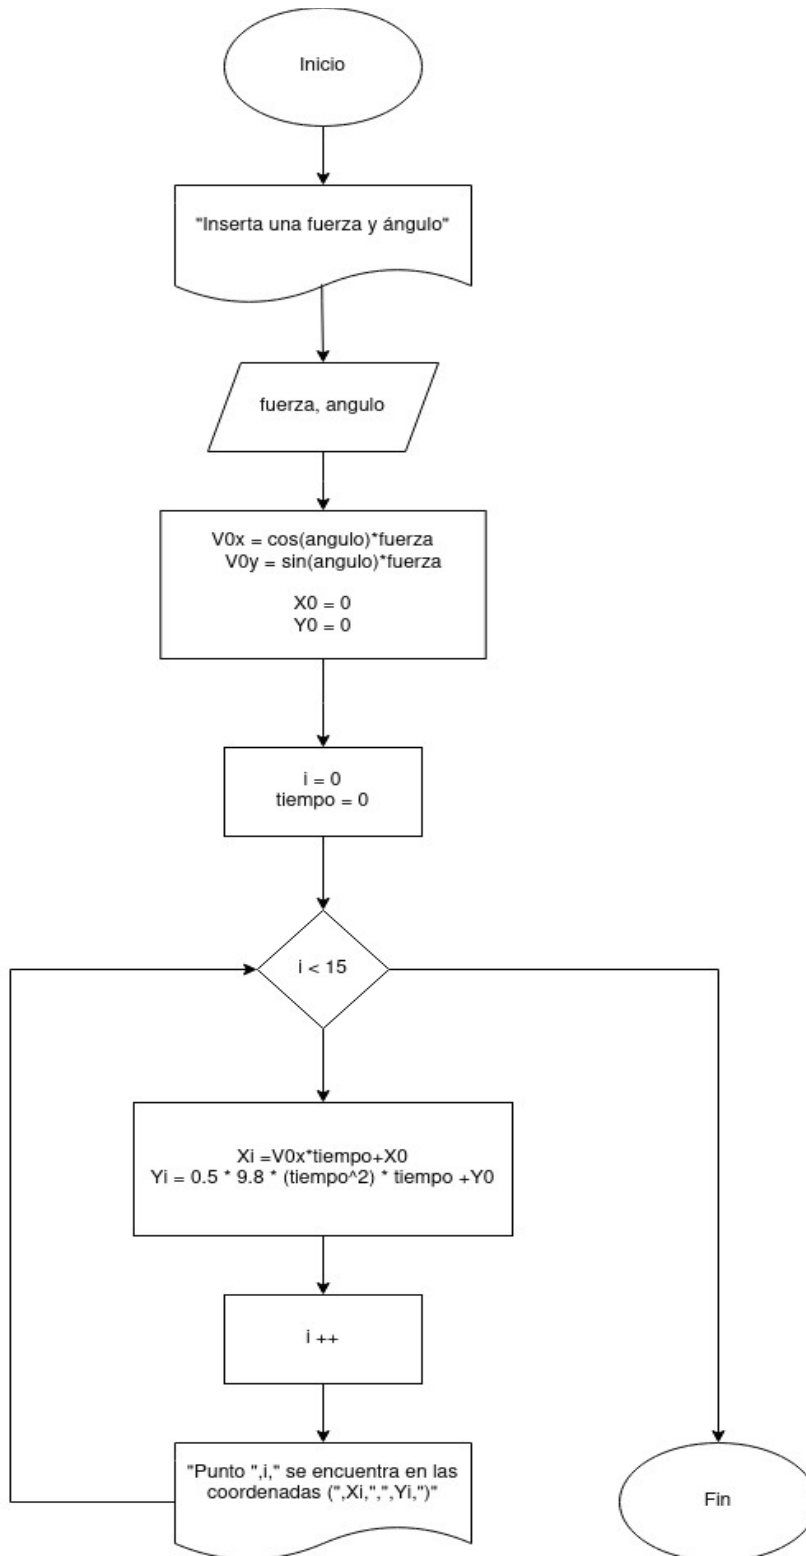 Inicio
"Inserta una fuerza y ángulo"
fuerza, angulo
V0x = cos(angulo)*fuerza
V0y = sin(angulo)*fuerza
X0 = 0
Y0 = 0
i = 0
tiempo = 0
i < 15
Xi =V0x*tiempo+X0
Yi = 0.5 * 9.8 * (tiempo^2) * tiempo +Y0
i ++
"Punto ",i," se encuentra en las
coordenadas (",Xi,",",Yi,")"
Fin